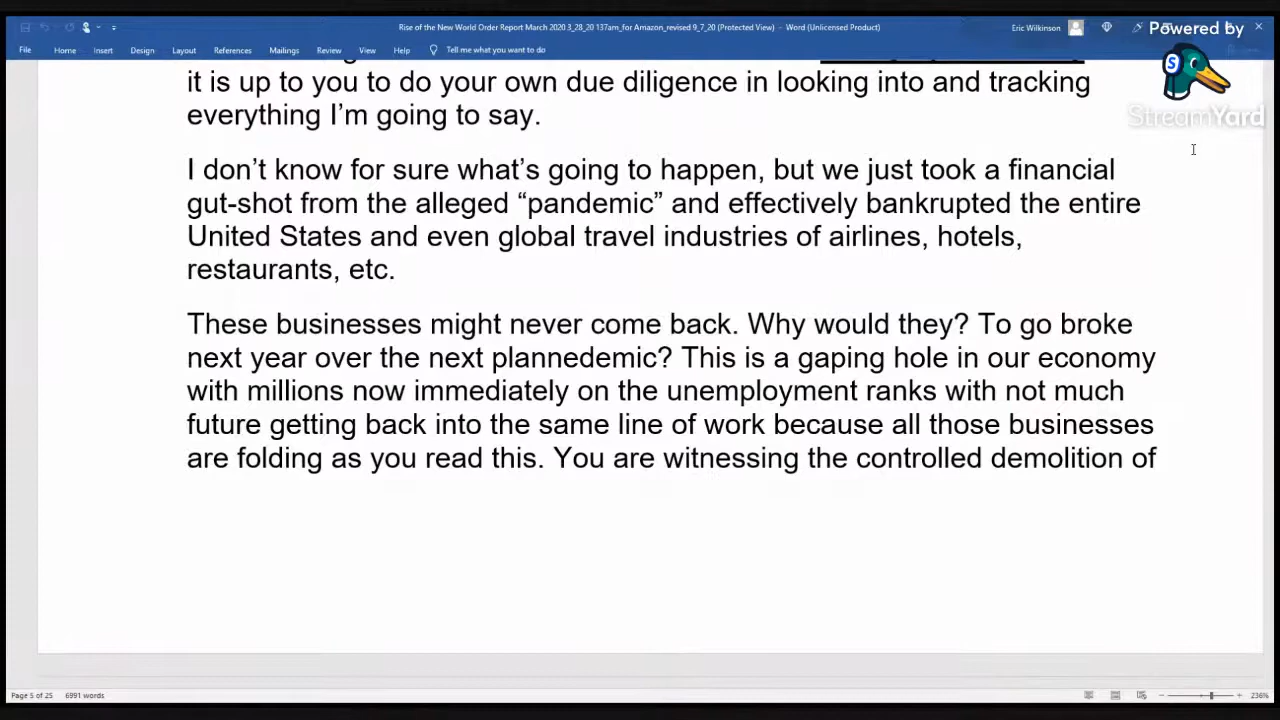 Rise of the New World Order Report March 2020 3_28_20 137am_for Amazon_revised 9_7_20 (Protected View) - Word (Unlicensed Product)
Eric Wilkinson
Powered by
File Home Insert Design Layout References Mailings Review View Help Tell me what you want to do
StreamYard
it is up to you to do your own due diligence in looking into and tracking
everything I’m going to say.
I don’t know for sure what’s going to happen, but we just took a financial
gut-shot from the alleged “pandemic” and effectively bankrupted the entire
United States and even global travel industries of airlines, hotels,
restaurants, etc.
These businesses might never come back. Why would they? To go broke
next year over the next plannedemic? This is a gaping hole in our economy
with millions now immediately on the unemployment ranks with not much
future getting back into the same line of work because all those businesses
are folding as you read this. You are witnessing the controlled demolition of
Page 5 of 25 6991 words
236%